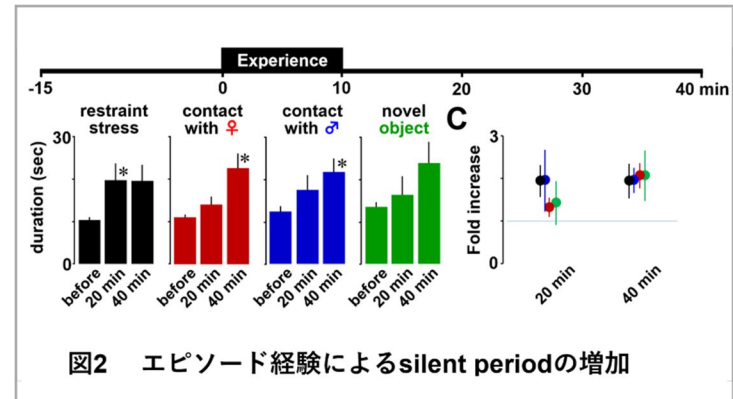 Experience
-15 0 10 20 30 40 min
restraint stress
contact with ♀
contact with ♂
novel object
C
duration (sec)
30
0
before 20 min 40 min
before 20 min 40 min
before 20 min 40 min
before 20 min 40 min
Fold increase
3
0
20 min 40 min
*
*
*
図2 エピソード経験によるsilent periodの増加